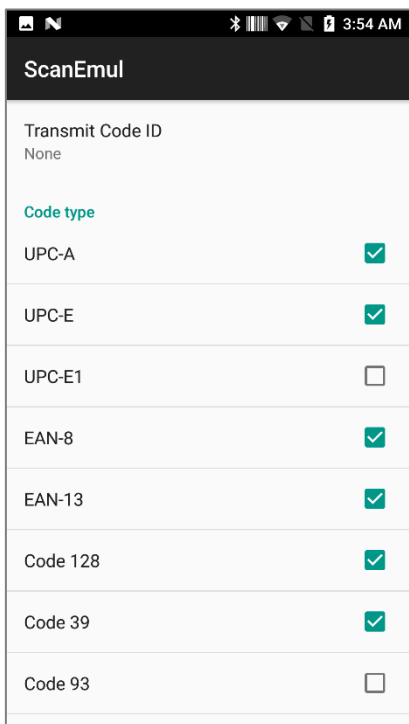 3:54 AM
ScanEmul
Transmit Code ID
None
Code type
UPC-A
UPC-E
UPC-E1
EAN-8
EAN-13
Code 128
Code 39
Code 93